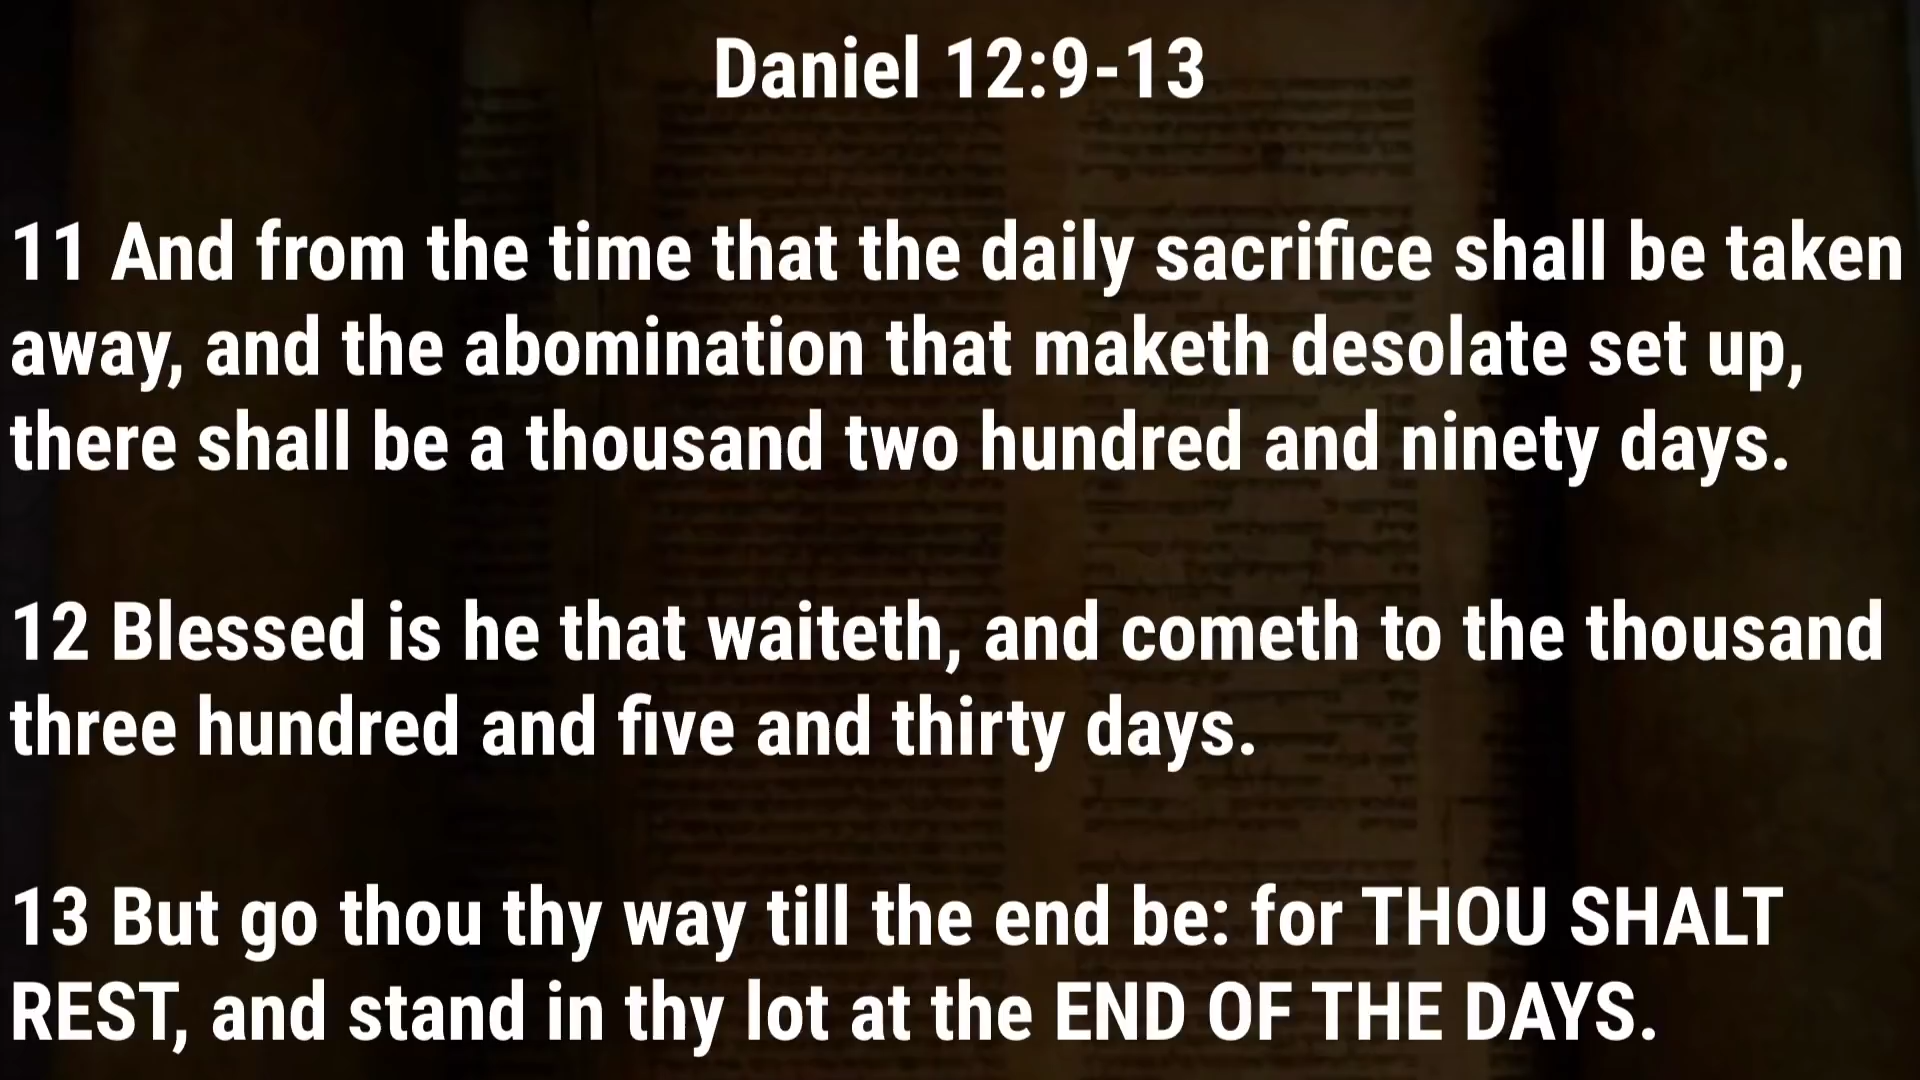 Daniel 12:9-13
11 And from the time that the daily sacrifice shall be taken
away, and the abomination that maketh desolate set up,
there shall be a thousand two hundred and ninety days.
12 Blessed is he that waiteth, and cometh to the thousand
three hundred and five and thirty days.
13 But go thou thy way till the end be: for THOU SHALT
REST, and stand in thy lot at the END OF THE DAYS.